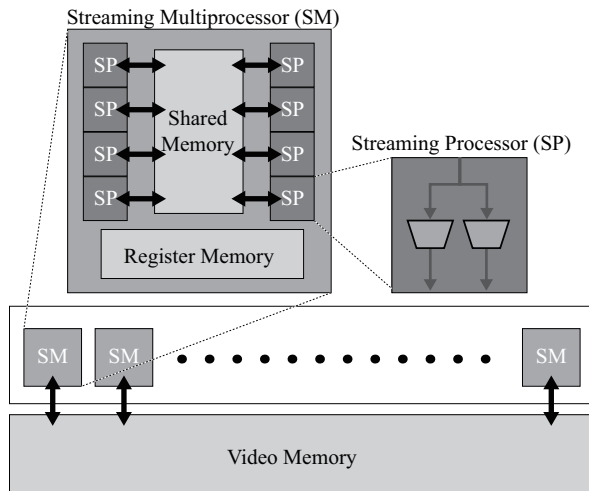 Streaming Multiprocessor (SM)
SP
SP
SP
SP
Shared
Memory
SP
SP
SP
SP
Register Memory
Streaming Processor (SP)
SM
SM
SM
Video Memory